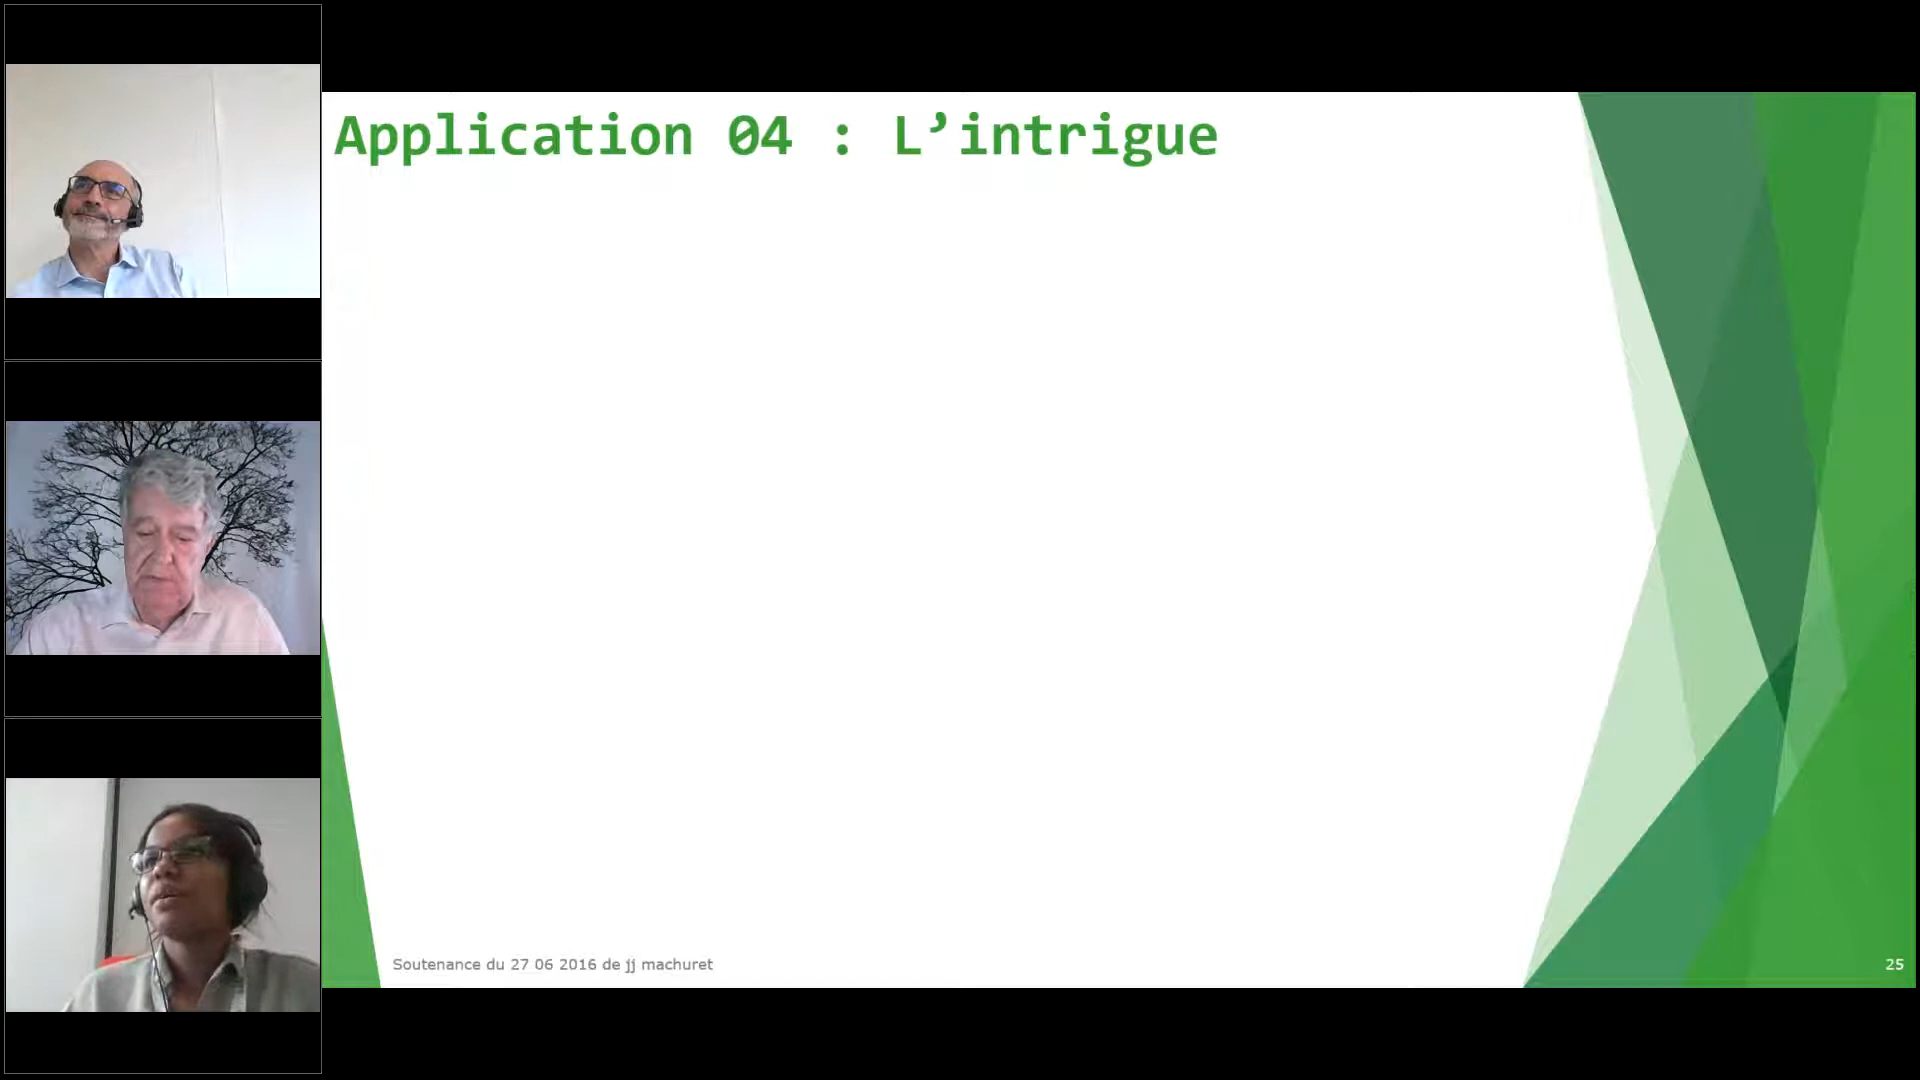 Application 04 : L’intrigue
Soutenance du 27 06 2016 de jj machuret
25